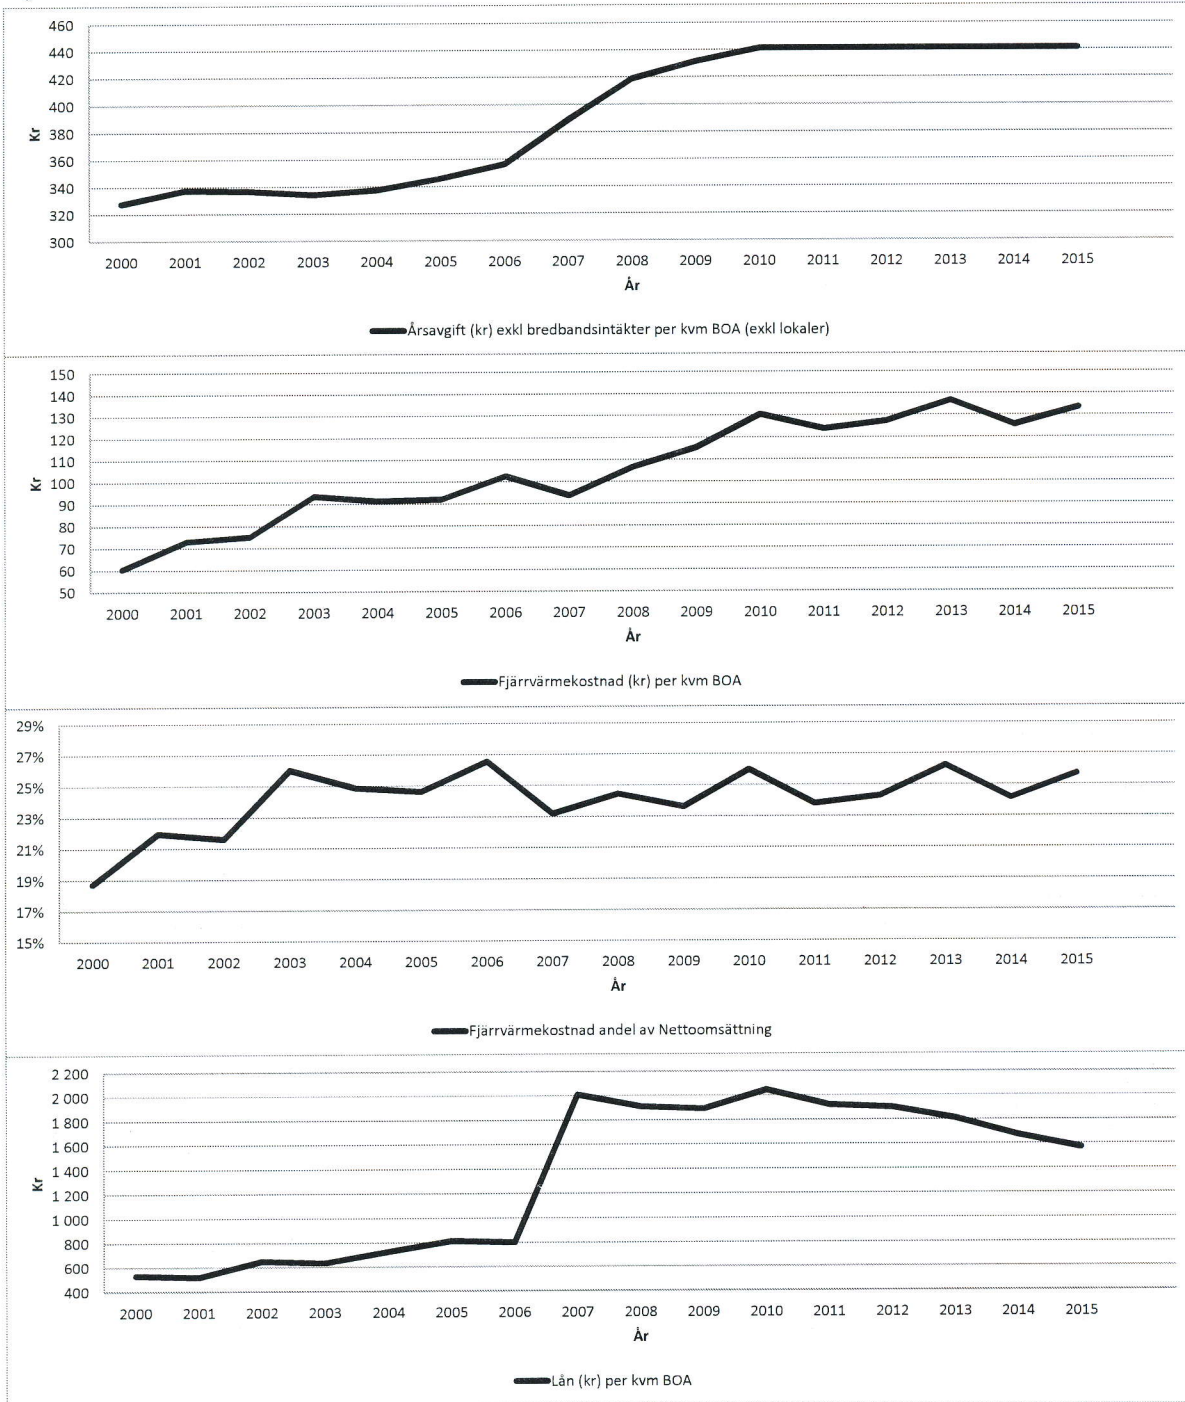 460
440
420
400
380
360
340
320
300
Kr
2000 2001 2002 2003 2004 2005 2006 2007 2008 2009 2010 2011 2012 2013 2014 2015
År
Årsavgift (kr) exkl bredbandsintäkter per kvm BOA (exkl lokaler)
150
140
130
120
110
100
90
80
70
60
50
Kr
2000 2001 2002 2003 2004 2005 2006 2007 2008 2009 2010 2011 2012 2013 2014 2015
År
Fjärrvärmekostnad (kr) per kvm BOA
29%
27%
25%
23%
21%
19%
17%
15%
2000 2001 2002 2003 2004 2005 2006 2007 2008 2009 2010 2011 2012 2013 2014 2015
År
Fjärrvärmekostnad andel av Nettoomsättning
2 200
2 000
1 800
1 600
1 400
1 200
1 000
800
600
400
Kr
2000 2001 2002 2003 2004 2005 2006 2007 2008 2009 2010 2011 2012 2013 2014 2015
År
Lån (kr) per kvm BOA